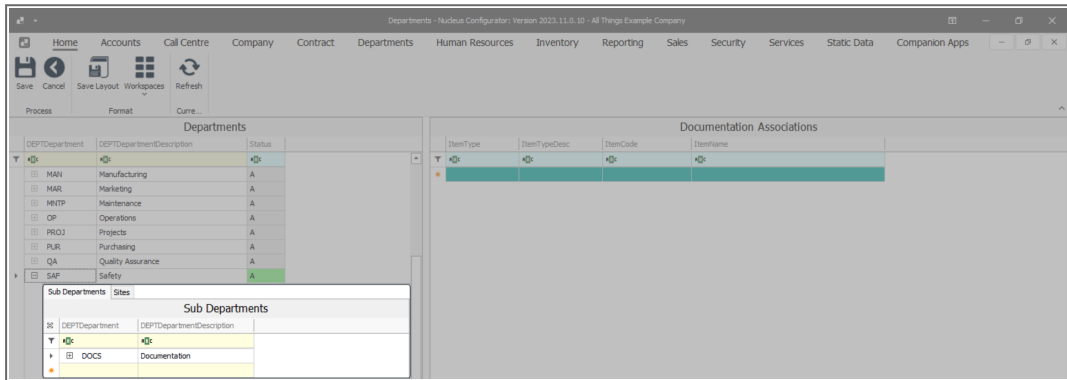 Departments - Nucleus Configurator: Version 2023.11.0.10 - All Things Example Company
Home Accounts Call Centre Company Contract Departments Human Resources Inventory Reporting Sales Security Services Static Data Companion Apps
Save Cancel Save Layout Workspaces Refresh
Process Format Curre...
Departments
Documentation Associations
DEPTDepartment DEPTDepartmentDescription Status
ItemType ItemTypeDesc ItemCode ItemName
MAN Manufacturing A
MAR Marketing A
MNTP Maintenance A
OP Operations A
PROJ Projects A
PUR Purchasing A
QA Quality Assurance A
SAF Safety A
Sub Departments Sites
Sub Departments
DEPTDepartment DEPTDepartmentDescription
DOCS Documentation